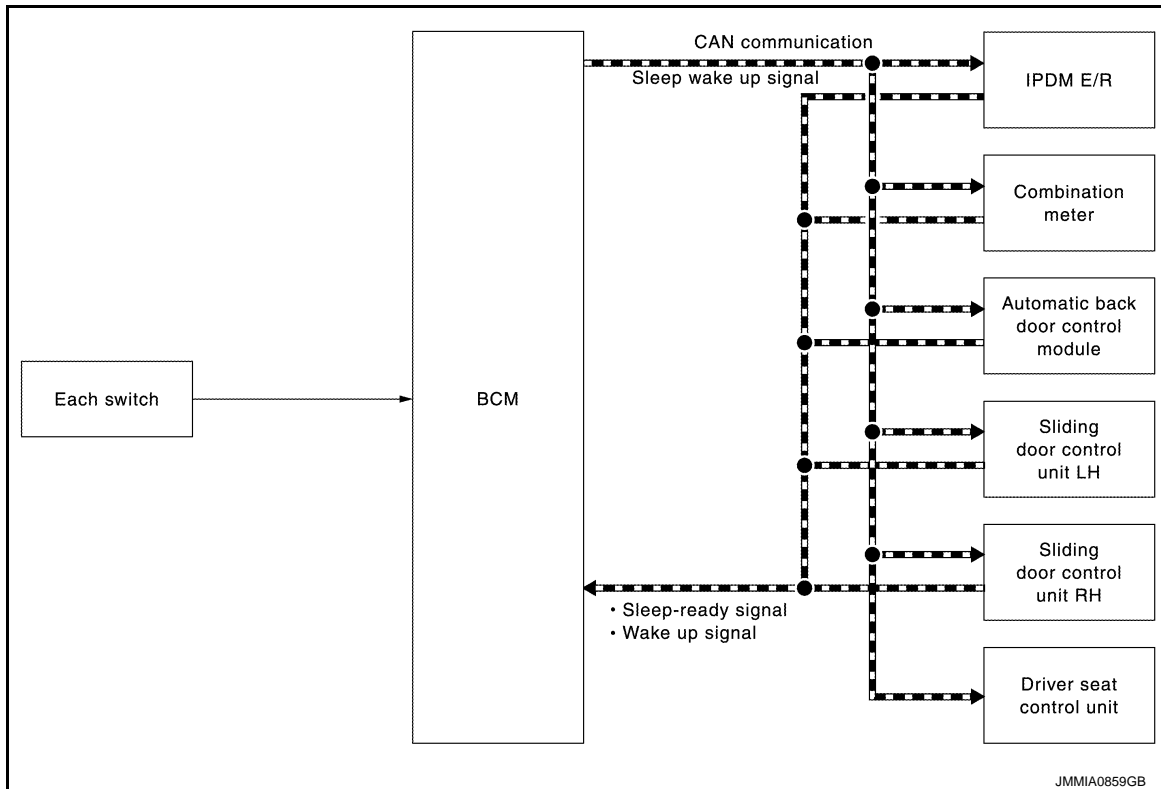 CAN communication
Sleep wake up signal
IPDM E/R
Combination
meter
Automatic back
door control
module
Each switch
BCM
Sliding
door control
unit LH
Sliding
door control
unit RH
• Sleep-ready signal
• Wake up signal
Driver seat
control unit
JMMIA0859GB